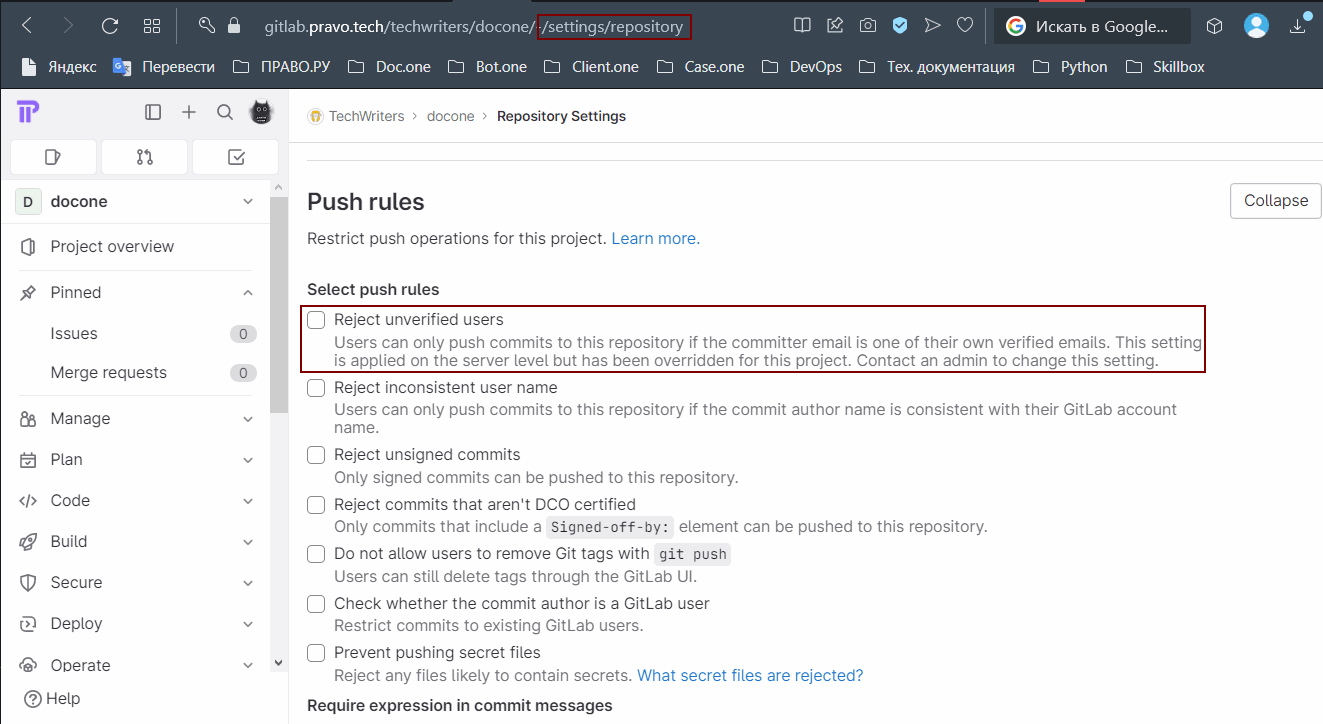 gitlab.pravo.tech/techwriters/docone/-/settings/repository
Искать в Google...
Яндекс Перевести ПРАВО.РУ Doc.one Bot.one Client.one Case.one DevOps Тех. документация Python Skillbox
TechWriters › docone › Repository Settings
D docone
Project overview
Pinned
Issues 0
Merge requests 0
Manage
Plan
Code
Build
Secure
Deploy
Operate
Help
Push rules
Collapse
Restrict push operations for this project. Learn more.
Select push rules
Reject unverified users
Users can only push commits to this repository if the committer email is one of their own verified emails. This setting
is applied on the server level but has been overridden for this project. Contact an admin to change this setting.
Reject inconsistent user name
Users can only push commits to this repository if the commit author name is consistent with their GitLab account
name.
Reject unsigned commits
Only signed commits can be pushed to this repository.
Reject commits that aren't DCO certified
Only commits that include a Signed-off-by: element can be pushed to this repository.
Do not allow users to remove Git tags with git push
Users can still delete tags through the GitLab UI.
Check whether the commit author is a GitLab user
Restrict commits to existing GitLab users.
Prevent pushing secret files
Reject any files likely to contain secrets. What secret files are rejected?
Require expression in commit messages